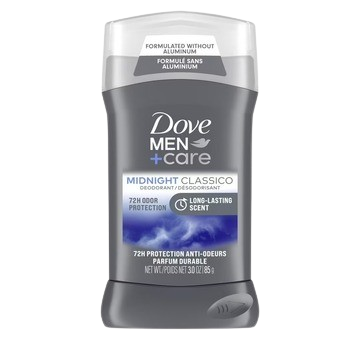 FORMULATED WITHOUT
ALUMINUM
FORMULÉ SANS
ALUMINIUM
Dove
MEN
+care
MIDNIGHT CLASSICO
DEODORANT/DÉSODORISANT
72H ODOR
PROTECTION
LONG-LASTING
SCENT
72H PROTECTION ANTI-ODEURS
PARFUM DURABLE
NET WT./POIDS NET 3.0 OZ (85 g)